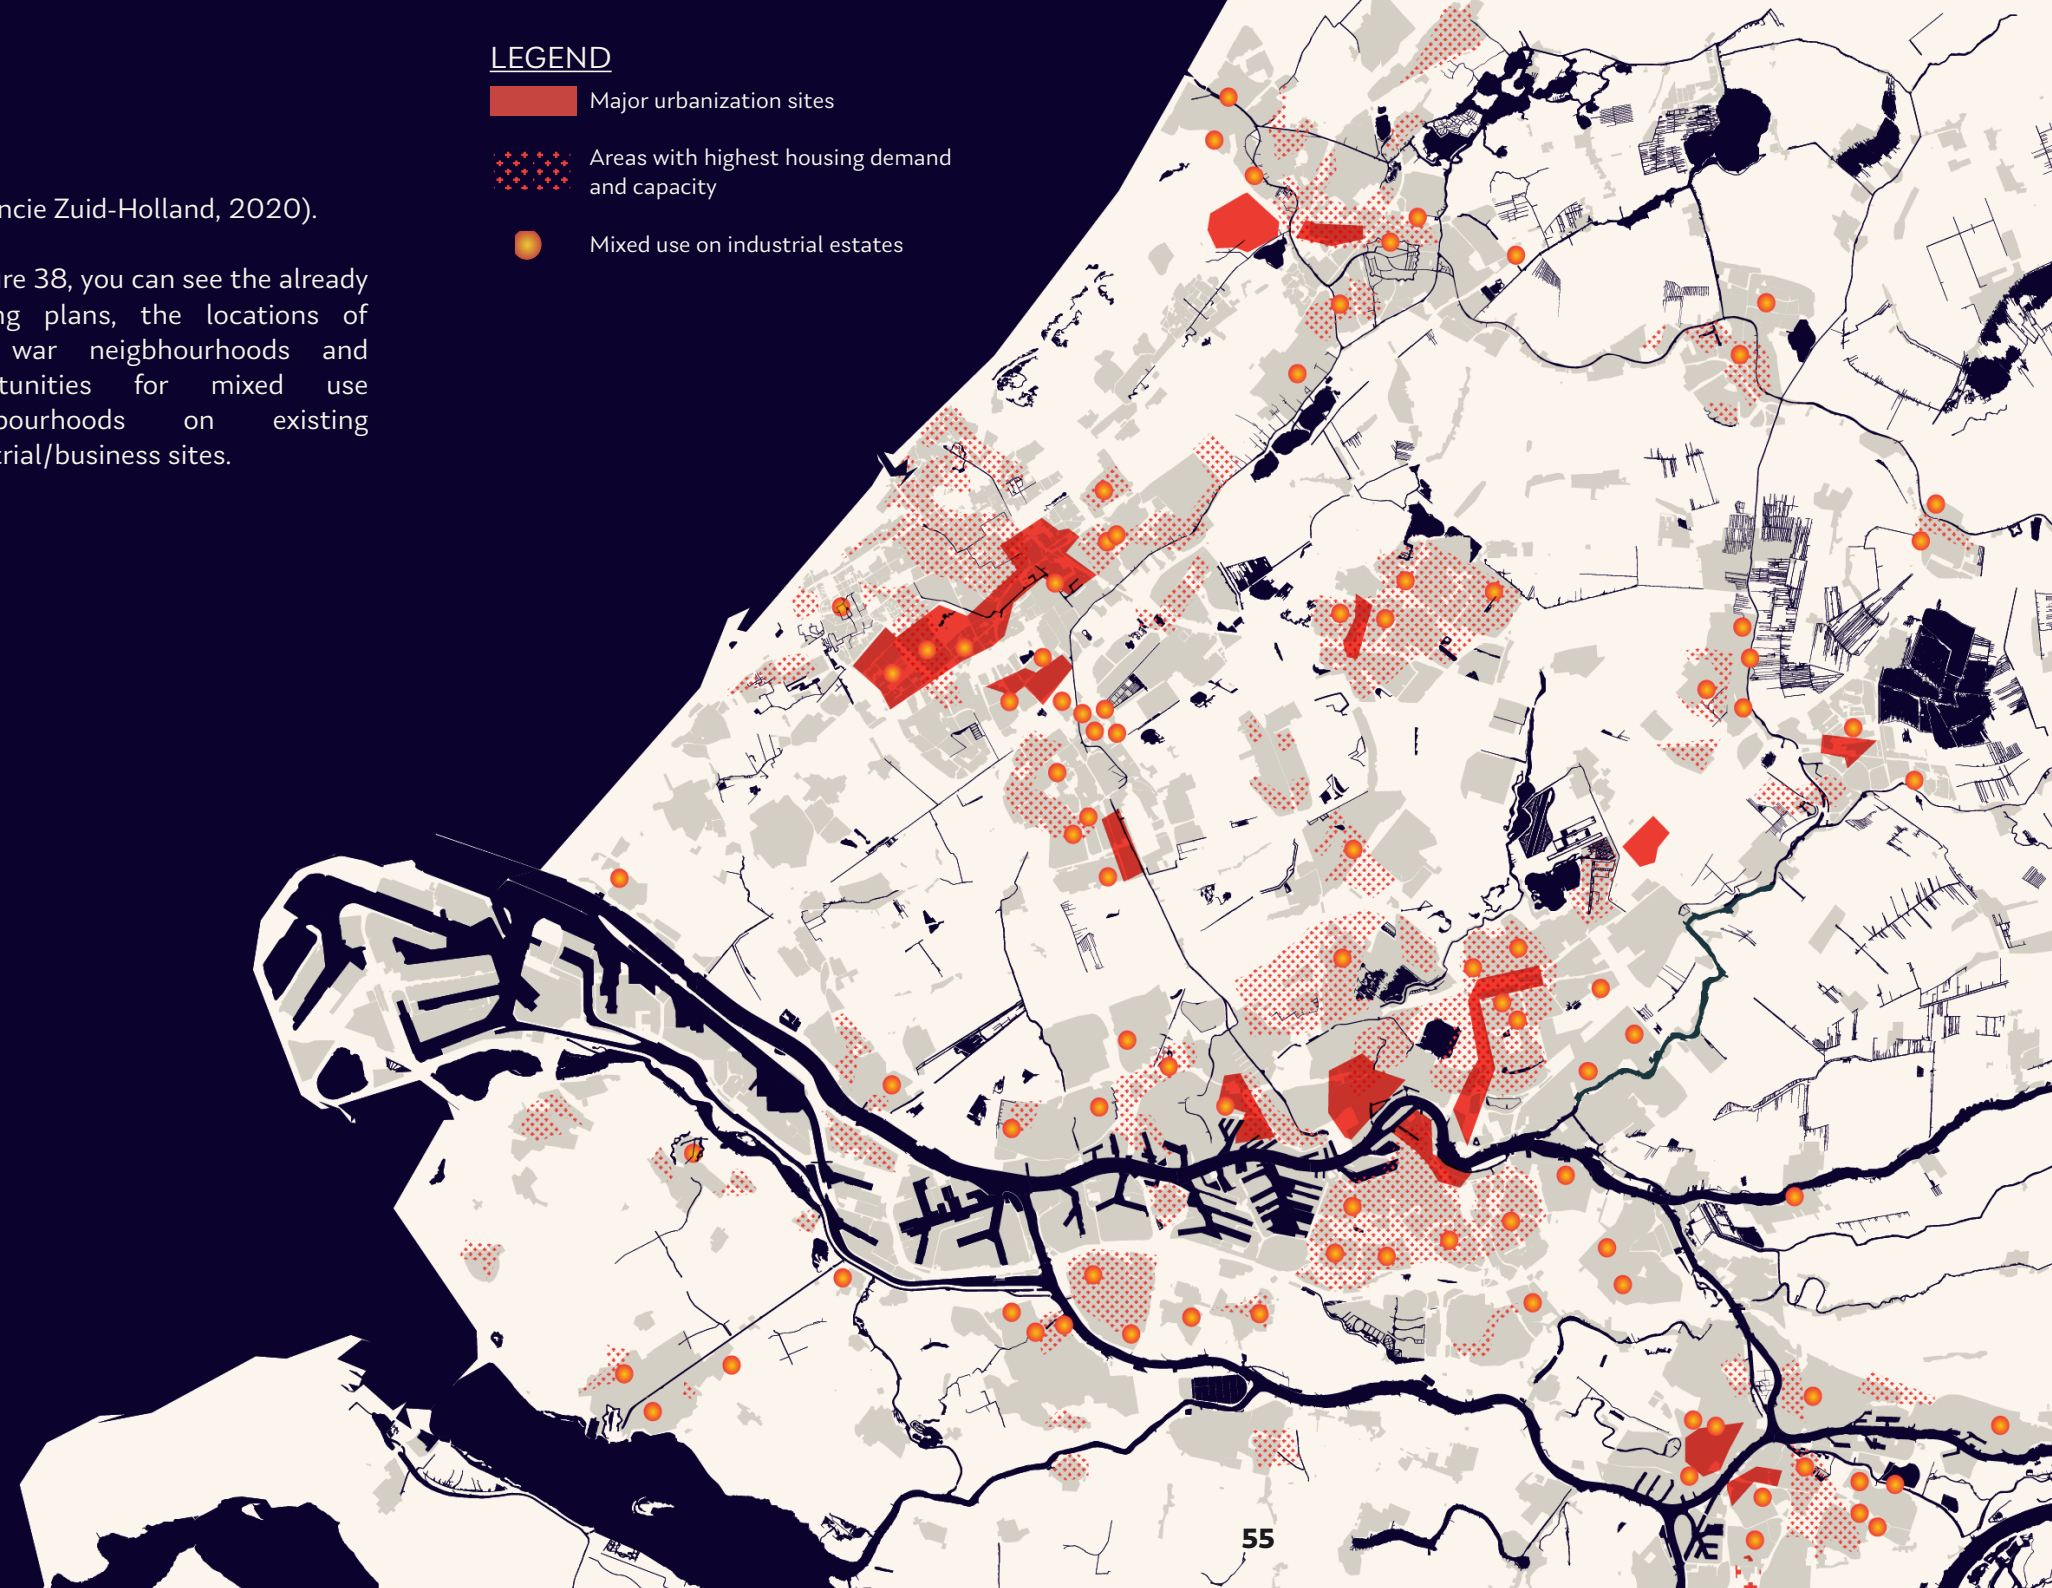 LEGEND
Major urbanization sites
Areas with highest housing demand
and capacity
Mixed use on industrial estates
ncie Zuid-Holland, 2020).
re 38, you can see the already
ng plans, the locations of
war neigbhourhoods and
tunities for mixed use
bourhoods on existing
trial/business sites.
55